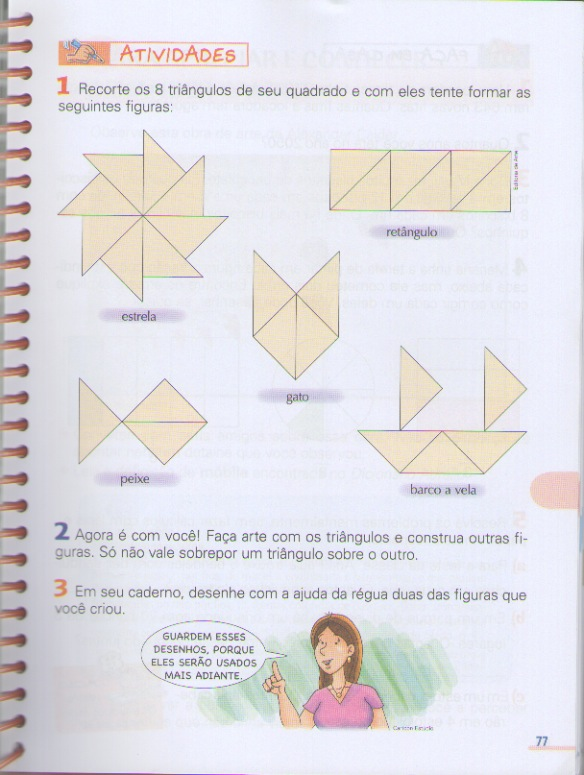 ATIVIDADES
1 Recorte os 8 triângulos de seu quadrado e com eles tente formar as
seguintes figuras:
Editoria de Arte
retângulo
estrela
gato
peixe
barco a vela
2 Agora é com você! Faça arte com os triângulos e construa outras fi-
guras. Só não vale sobrepor um triângulo sobre o outro.
3 Em seu caderno, desenhe com a ajuda da régua duas das figuras que
você criou.
GUARDEM ESSES
DESENHOS, PORQUE
ELES SERÃO USADOS
MAIS ADIANTE.
77